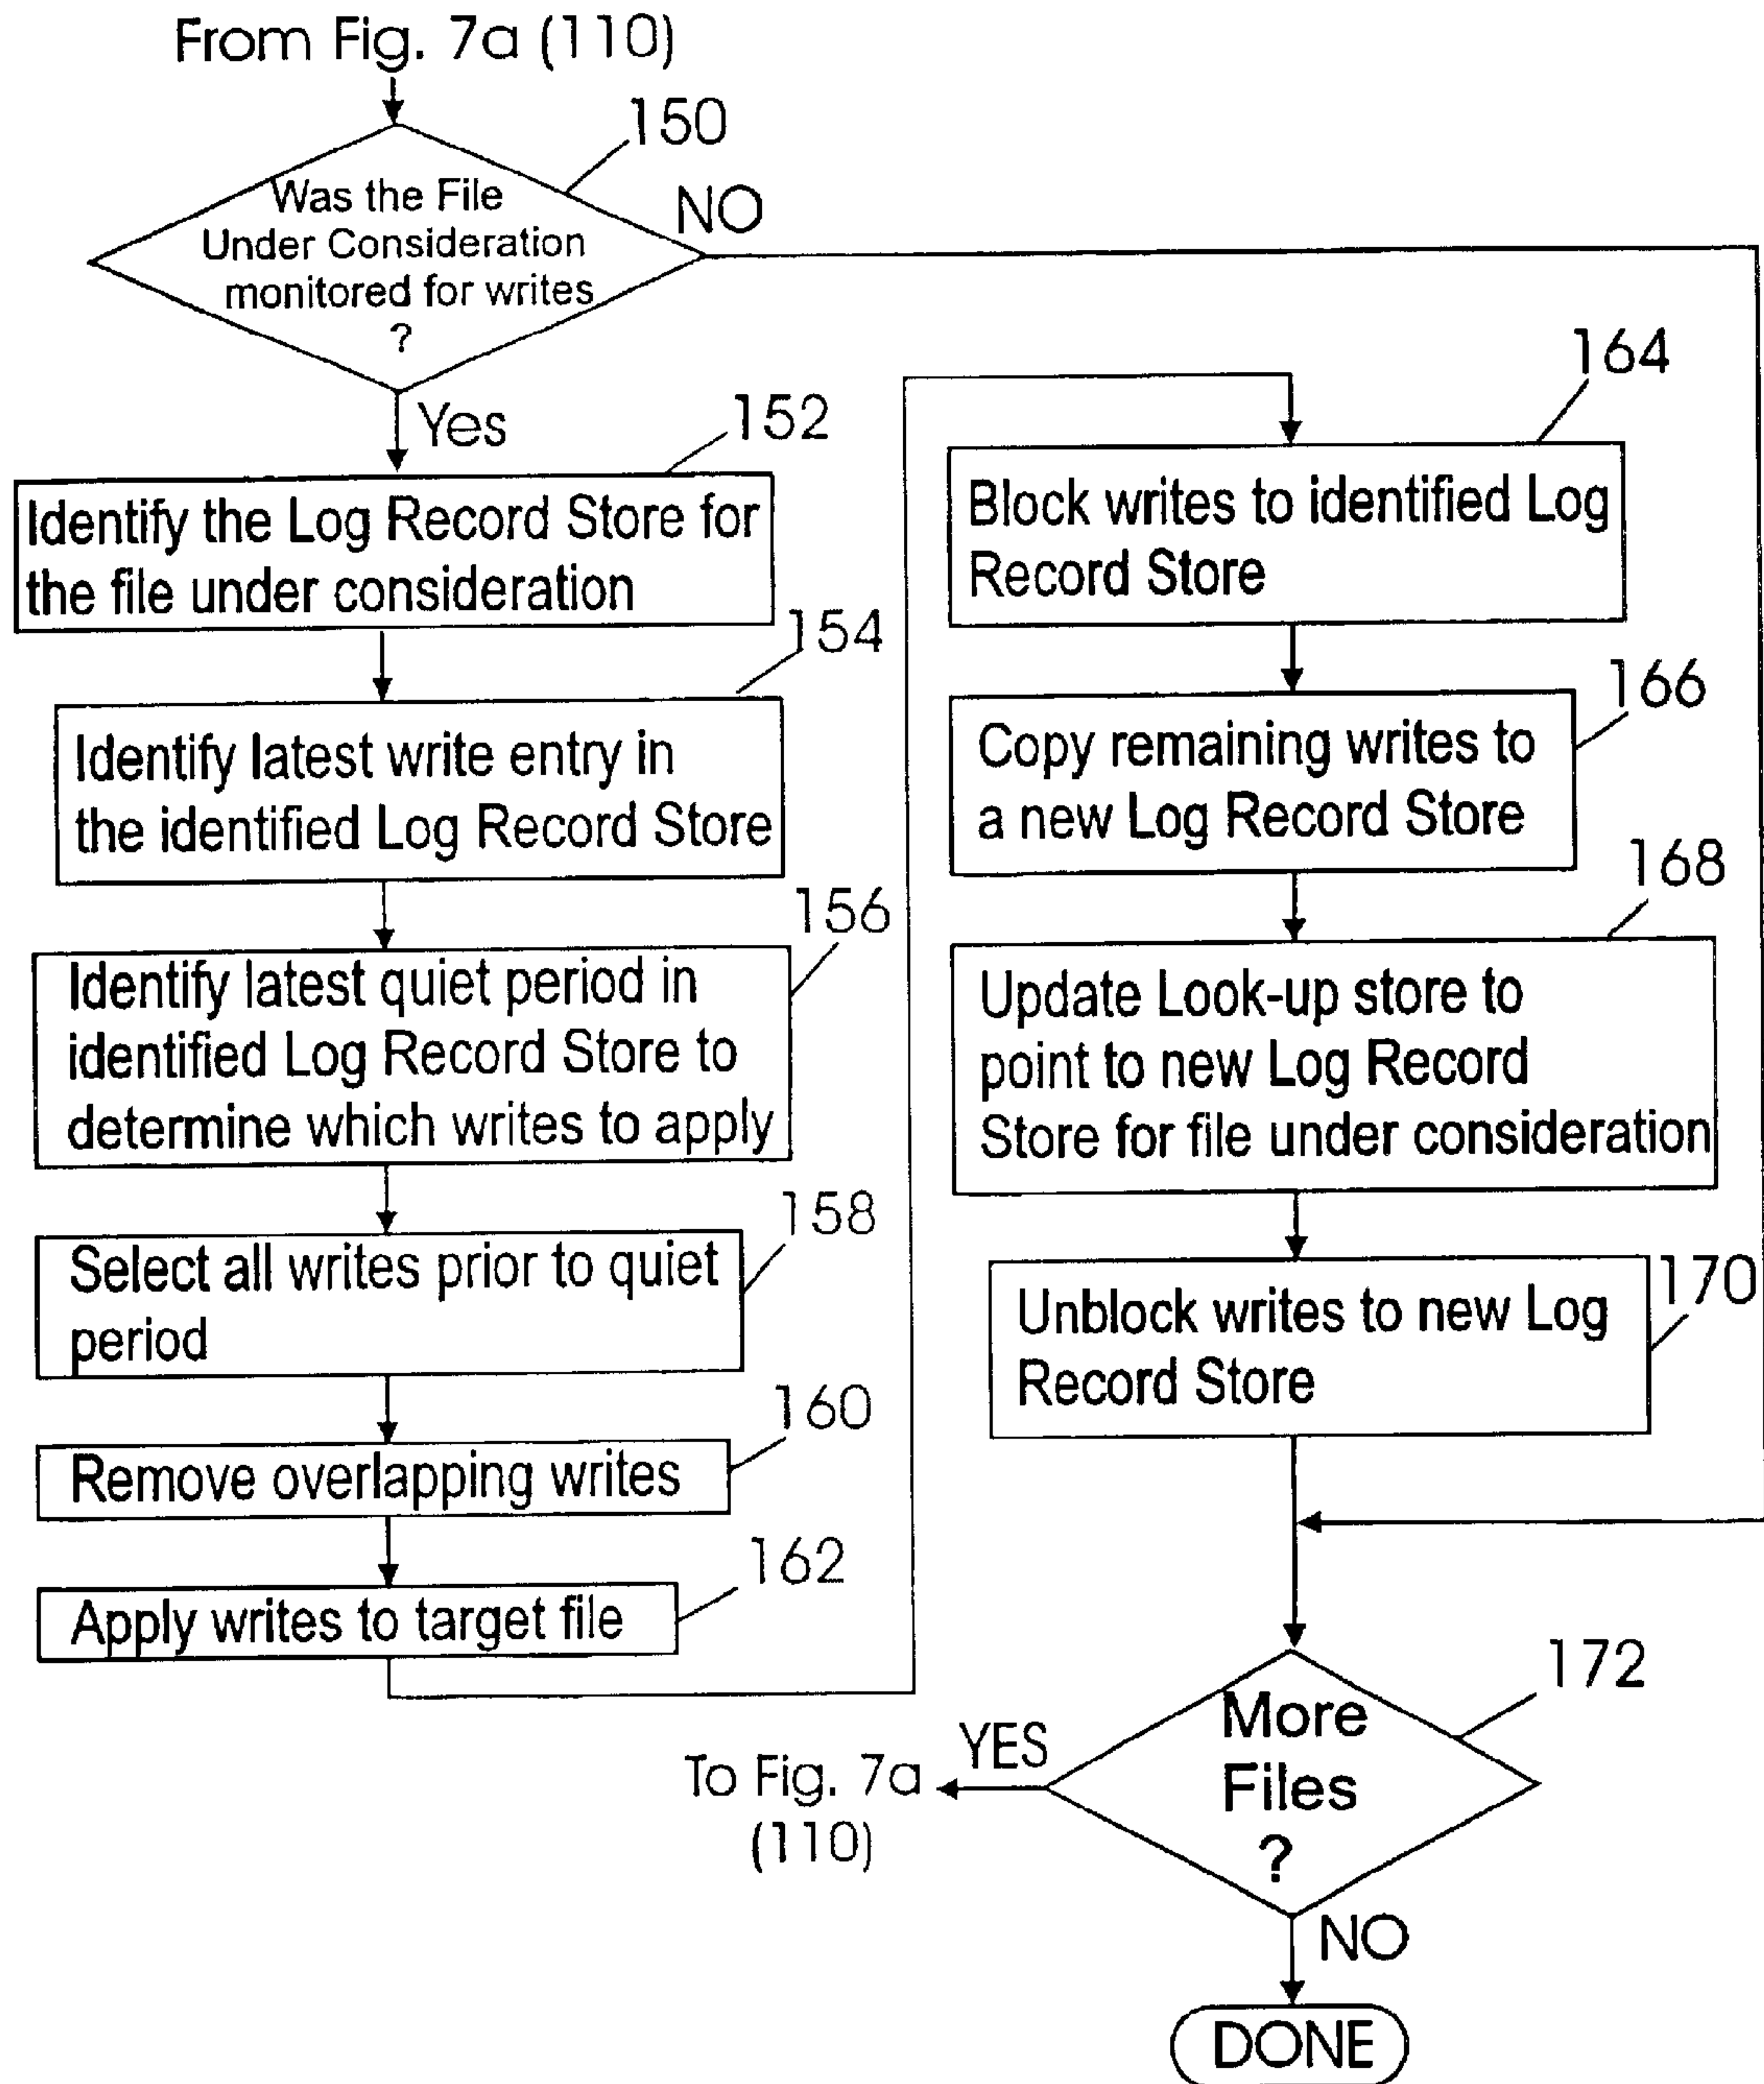 From Fig. 7a (110)
150
Was the File
Under Consideration
monitored for writes
?
NO
Yes
152
Identify the Log Record Store for
the file under consideration
154
Identify latest write entry in
the identified Log Record Store
156
Identify latest quiet period in
identified Log Record Store to
determine which writes to apply
158
Select all writes prior to quiet
period
160
Remove overlapping writes
162
Apply writes to target file
164
Block writes to identified Log
Record Store
166
Copy remaining writes to
a new Log Record Store
168
Update Look-up store to
point to new Log Record
Store for file under consideration
170
Unblock writes to new Log
Record Store
172
More
Files
?
YES
To Fig. 7a
(110)
NO
DONE